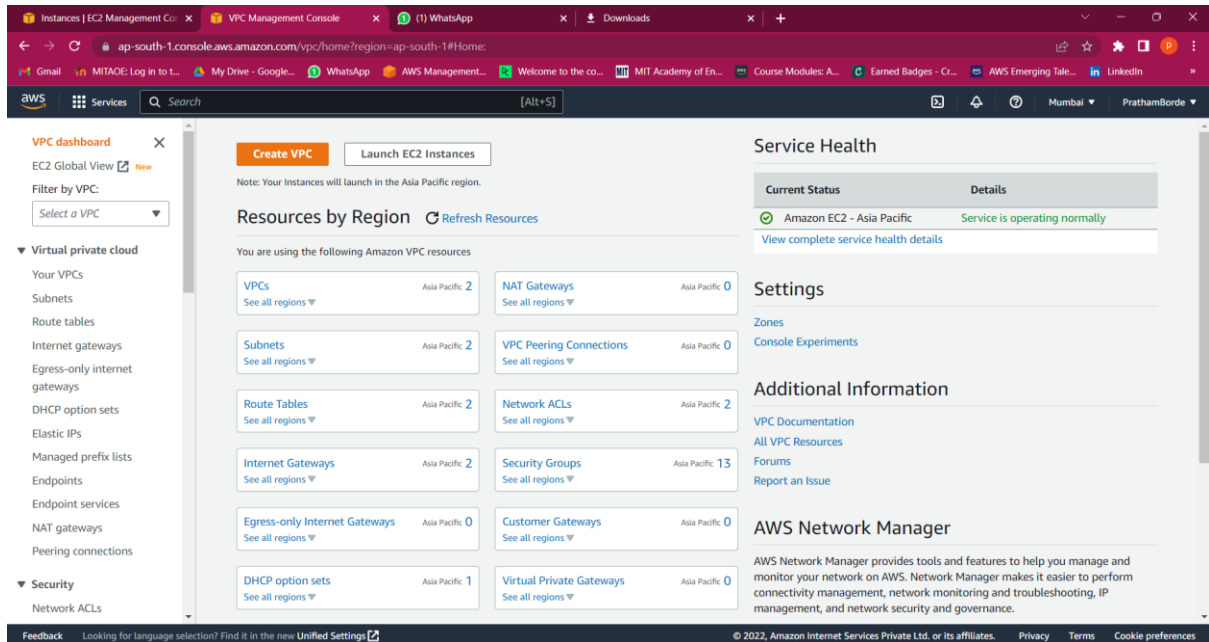 Instances | EC2 Management Co
VPC Management Console
(1) WhatsApp
Downloads
ap-south-1.console.aws.amazon.com/vpc/home?region=ap-south-1#Home:
Gmail
MITAOE: Log in to t...
My Drive - Google...
WhatsApp
AWS Management...
Welcome to the co...
MIT Academy of En...
Course Modules: A...
Earned Badges - Cr...
AWS Emerging Tale...
LinkedIn
»
aws
Services
Search
[Alt+S]
Mumbai
PrathamBorde
VPC dashboard
EC2 Global View New
Filter by VPC:
Select a VPC
Virtual private cloud
Your VPCs
Subnets
Route tables
Internet gateways
Egress-only internet
gateways
DHCP option sets
Elastic IPs
Managed prefix lists
Endpoints
Endpoint services
NAT gateways
Peering connections
Security
Network ACLs
Create VPC
Launch EC2 Instances
Note: Your Instances will launch in the Asia Pacific region.
Resources by Region Refresh Resources
You are using the following Amazon VPC resources
VPCs Asia Pacific 2
See all regions
NAT Gateways Asia Pacific 0
See all regions
Subnets Asia Pacific 2
See all regions
VPC Peering Connections Asia Pacific 0
See all regions
Route Tables Asia Pacific 2
See all regions
Network ACLs Asia Pacific 2
See all regions
Internet Gateways Asia Pacific 2
See all regions
Security Groups Asia Pacific 13
See all regions
Egress-only Internet Gateways Asia Pacific 0
See all regions
Customer Gateways Asia Pacific 0
See all regions
DHCP option sets Asia Pacific 1
See all regions
Virtual Private Gateways Asia Pacific 0
See all regions
Service Health
Current Status Details
Amazon EC2 - Asia Pacific Service is operating normally
View complete service health details
Settings
Zones
Console Experiments
Additional Information
VPC Documentation
All VPC Resources
Forums
Report an Issue
AWS Network Manager
AWS Network Manager provides tools and features to help you manage and
monitor your network on AWS. Network Manager makes it easier to perform
connectivity management, network monitoring and troubleshooting, IP
management, and network security and governance.
Feedback
Looking for language selection? Find it in the new Unified Settings
© 2022, Amazon Internet Services Private Ltd. or its affiliates.
Privacy
Terms
Cookie preferences